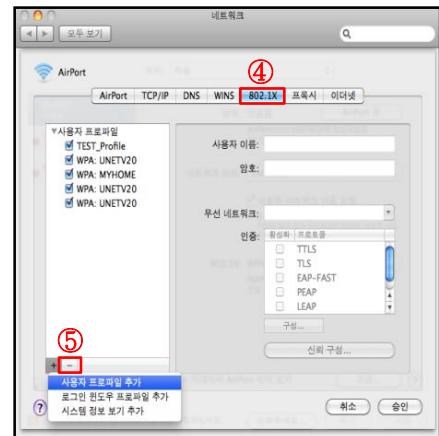 네트워크
모두 보기
AirPort
④
AirPort TCP/IP DNS WINS 802.1X 프록시 이더넷
▼사용자 프로파일
TEST_Profile
WPA: UNETV20
WPA: MYHOME
WPA: UNETV20
WPA: UNETV20
사용자 이름:
암호:
무선 네트워크:
인증:
활성화 프로토콜
TTLS
TLS
EAP-FAST
PEAP
LEAP
구성...
신뢰 구성...
⑤
+ −
사용자 프로파일 추가
로그인 윈도우 프로파일 추가
시스템 정보 보기 추가
?
취소 승인